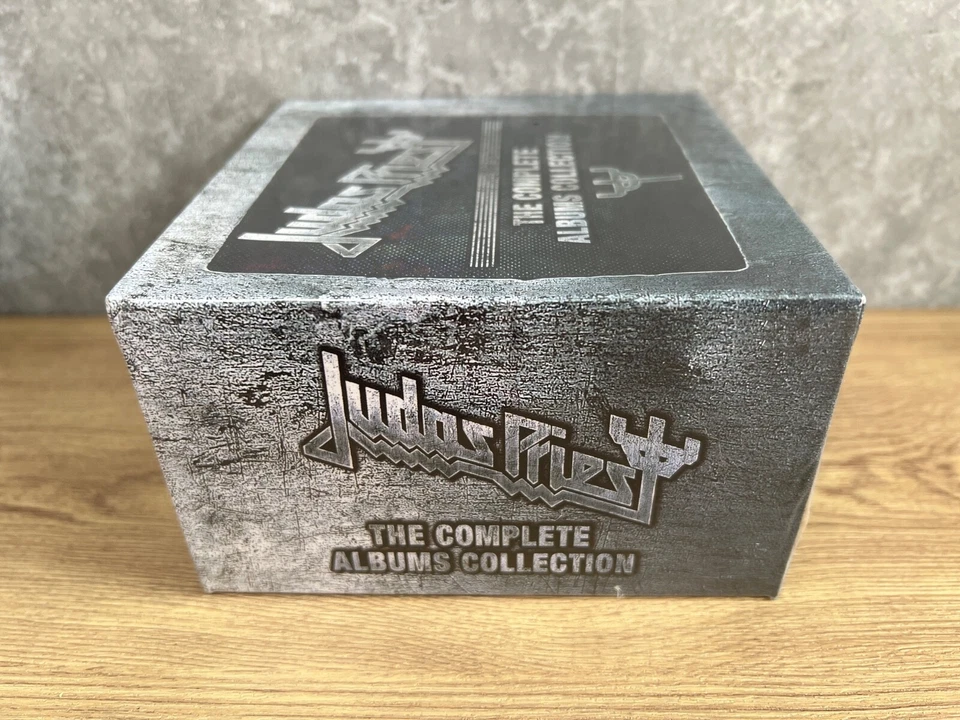 Judas Priest
THE COMPLETE
ALBUMS COLLECTION
Judas Priest
THE COMPLETE
ALBUMS COLLECTION